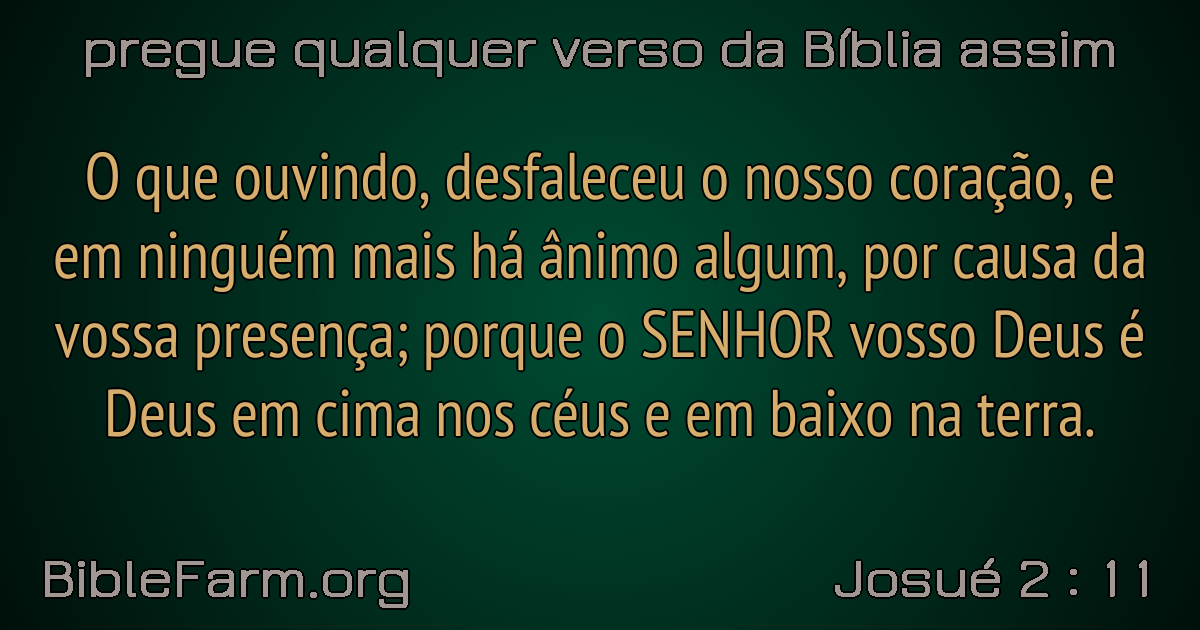 pregue qualquer verso da Bíblia assim
O que ouvindo, desfaleceu o nosso coração, e
em ninguém mais há ânimo algum, por causa da
vossa presença; porque o SENHOR vosso Deus é
Deus em cima nos céus e em baixo na terra.
BibleFarm.org
Josué 2 : 11